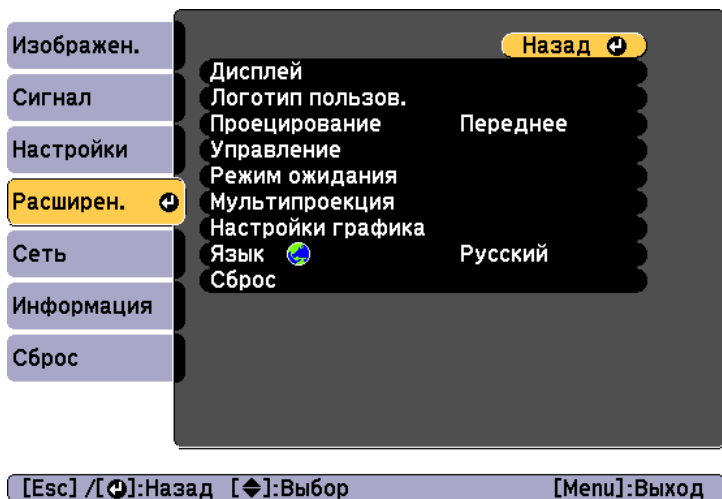 Изображен.
Сигнал
Настройки
Расширен.
Сеть
Информация
Сброс
Назад
Дисплей
Логотип пользов.
Проецирование Переднее
Управление
Режим ожидания
Мультипроекция
Настройки графика
Язык Русский
Сброс
[Esc] /[⏎]:Назад [◆]:Выбор [Menu]:Выход